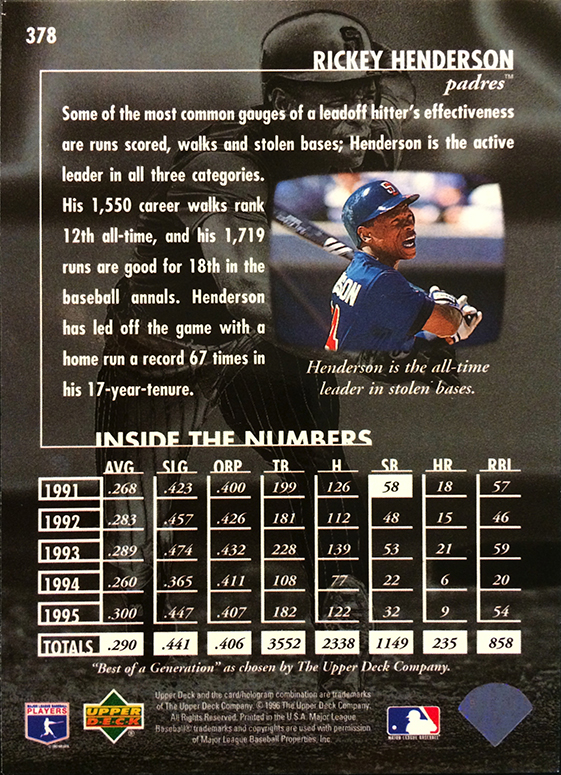 378
RICKEY HENDERSON
padres™
Some of the most common gauges of a leadoff hitter's effectiveness
are runs scored, walks and stolen bases; Henderson is the active
leader in all three categories.
His 1,550 career walks rank
12th all-time, and his 1,719
runs are good for 18th in the
baseball annals. Henderson
has led off the game with a
home run a record 67 times in
his 17-year-tenure.
SON
Henderson is the all-time
leader in stolen bases.
INSIDE THE NUMBERS
AVG SLG OBP TB H SB HR RBI
1991 .268 .423 .400 199 126 58 18 57
1992 .283 .457 .426 181 112 48 15 46
1993 .289 .474 .432 228 139 53 21 59
1994 .260 .365 .411 108 77 22 6 20
1995 .300 .447 .407 182 122 32 9 54
TOTALS .290 .441 .406 3552 2338 1149 235 858
"Best of a Generation" as chosen by The Upper Deck Company.
MAJOR LEAGUE BASEBALL
PLAYERS
UPPER
DECK
Upper Deck and the card/hologram combination are trademarks
of The Upper Deck Company. © 1996 The Upper Deck Company.
All Rights Reserved. Printed in the U.S.A. Major League
Baseball® trademarks and copyrights are used with permission
of Major League Baseball Properties, Inc.
MAJOR LEAGUE BASEBALL